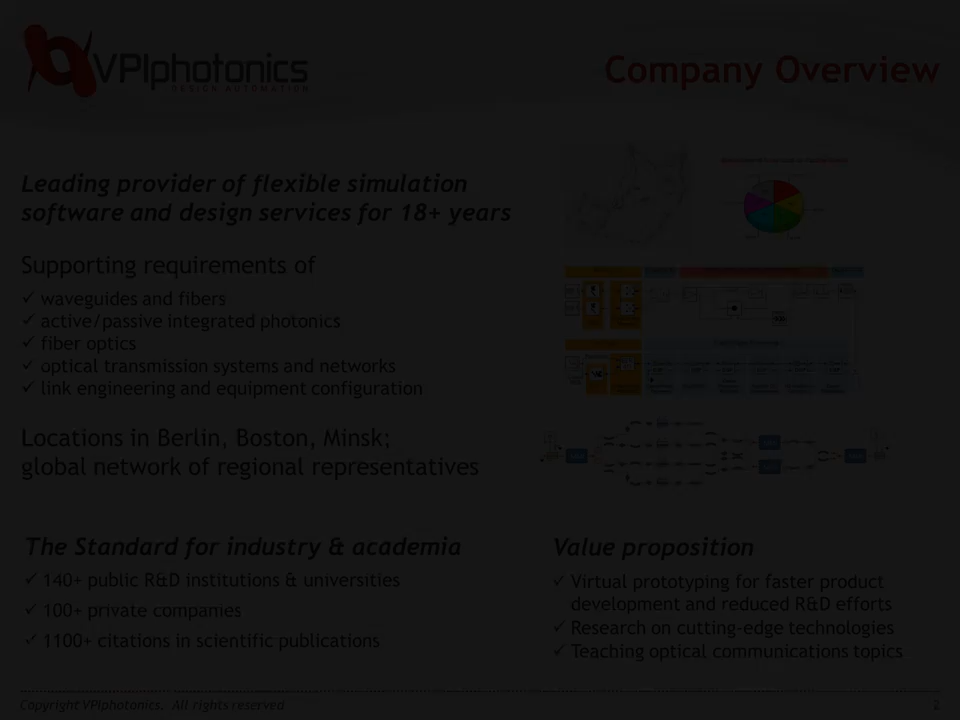 VPIphotonics
DESIGN AUTOMATION
Company Overview
Leading provider of flexible simulation
software and design services for 18+ years
Supporting requirements of
✓ waveguides and fibers
✓ active/passive integrated photonics
✓ fiber optics
✓ optical transmission systems and networks
✓ link engineering and equipment configuration
Locations in Berlin, Boston, Minsk;
global network of regional representatives
The Standard for industry & academia
✓ 140+ public R&D institutions & universities
✓ 100+ private companies
✓ 1100+ citations in scientific publications
Value proposition
✓ Virtual prototyping for faster product
development and reduced R&D efforts
✓ Research on cutting-edge technologies
✓ Teaching optical communications topics
Copyright VPIphotonics. All rights reserved
2